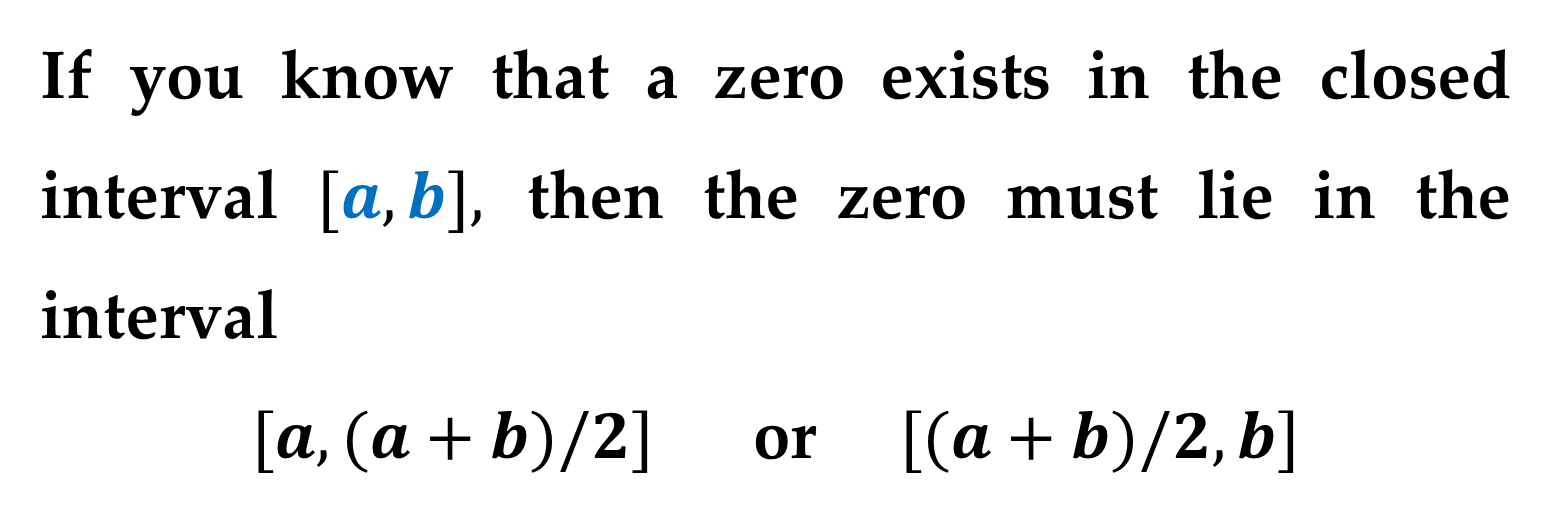 If you know that a zero exists in the closed
interval [a, b], then the zero must lie in the
interval
[a, (a + b)/2] or [(a + b)/2, b]